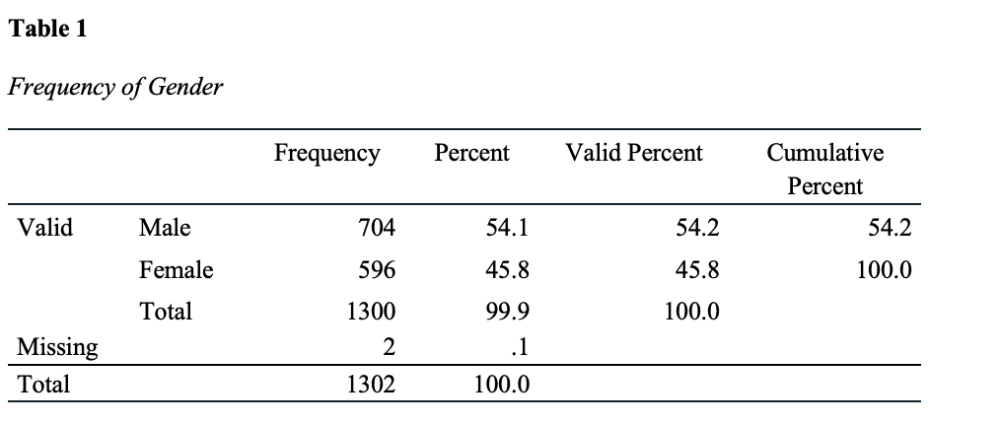 Table 1
Frequency of Gender
Frequency Percent Valid Percent Cumulative Percent
Valid Male 704 54.1 54.2 54.2
Female 596 45.8 45.8 100.0
Total 1300 99.9 100.0
Missing 2 .1
Total 1302 100.0